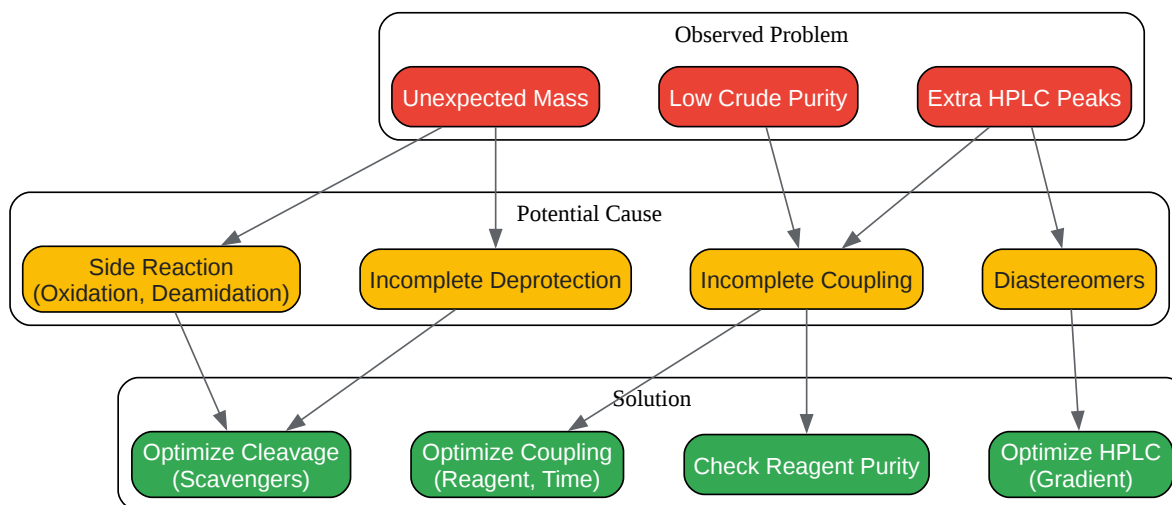 Observed Problem
Unexpected Mass
Low Crude Purity
Extra HPLC Peaks
Potential Cause
Side Reaction
(Oxidation, Deamidation)
Incomplete Deprotection
Incomplete Coupling
Diastereomers
Solution
Optimize Cleavage
(Scavengers)
Optimize Coupling
(Reagent, Time)
Check Reagent Purity
Optimize HPLC
(Gradient)